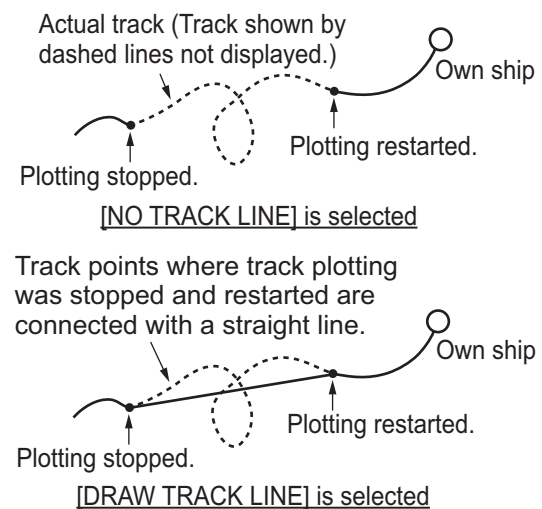 Actual track (Track shown by
dashed lines not displayed.)
Own ship
Plotting restarted.
Plotting stopped.
[NO TRACK LINE] is selected
Track points where track plotting
was stopped and restarted are
connected with a straight line.
Own ship
Plotting restarted.
Plotting stopped.
[DRAW TRACK LINE] is selected